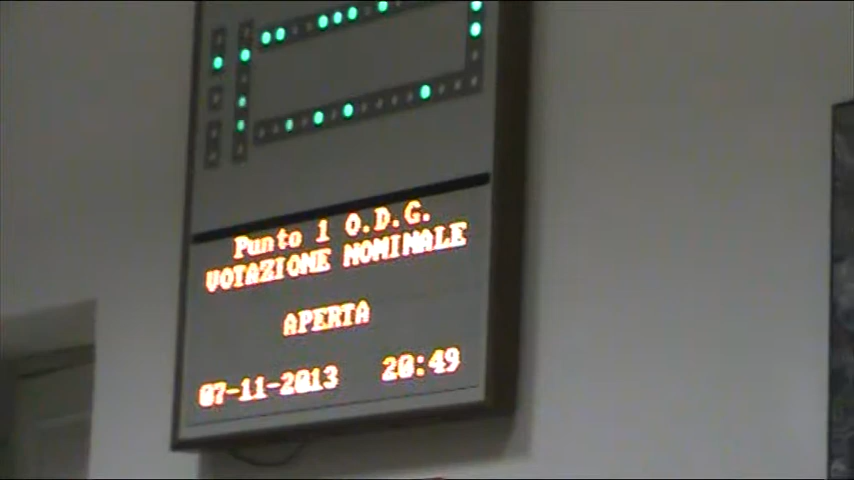 Punto 1 O.D.G.
VOTAZIONE NOMINALE
APERTA
07-11-2013 20:49